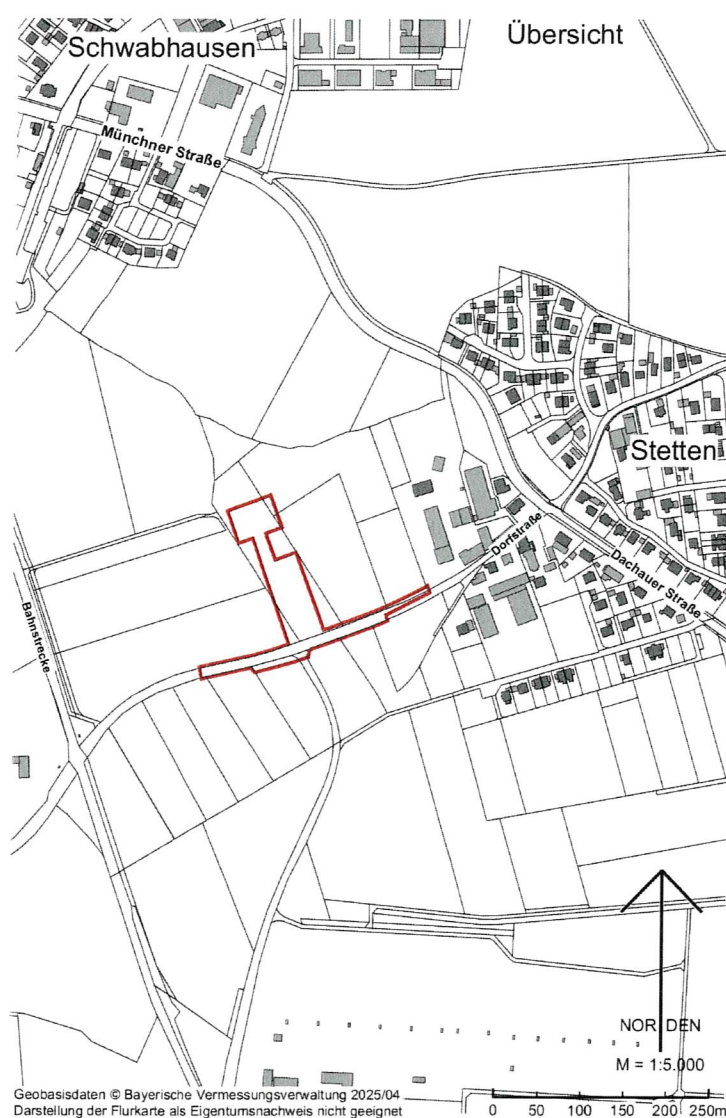 Schwabhausen
Übersicht
Münchner Straße
Stetten
Dorfstraße
Dachauer Straße
Bahnstrecke
NORDEN
M = 1:5.000
Geobasisdaten © Bayerische Vermessungsverwaltung 2025/04
Darstellung der Flurkarte als Eigentumsnachweis nicht geeignet
0 50 100 150 200 250m